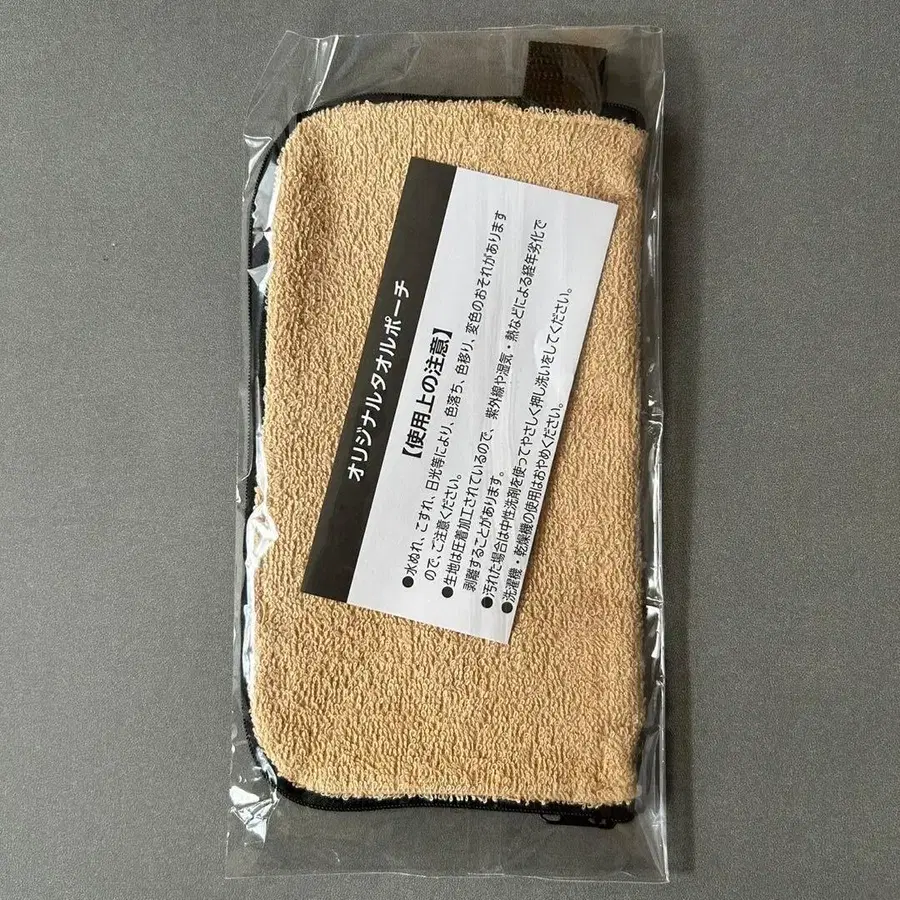 オリジナルタオルポーチ
【使用上の注意】
●水ぬれ、こすれ、日光等により、色落ち、色移り、変色のおそれがあります
ので、ご注意ください。
●生地は圧着加工されているので、紫外線や湿気・熱などによる経年劣化で
剥離することがあります。
●汚れた場合は中性洗剤を使ってやさしく押し洗いをしてください。
●洗濯機・乾燥機の使用はおやめください。